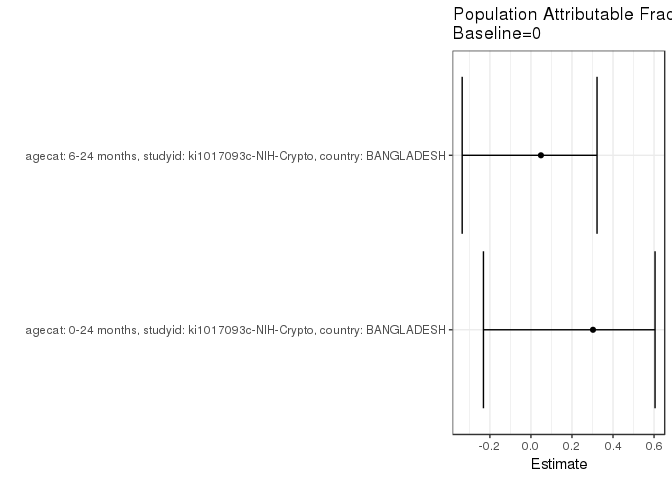 Population Attributable Frac
Baseline=0
agecat: 6-24 months, studyid: ki1017093c-NIH-Crypto, country: BANGLADESH
agecat: 0-24 months, studyid: ki1017093c-NIH-Crypto, country: BANGLADESH
-0.2 0.0 0.2 0.4 0.6
Estimate